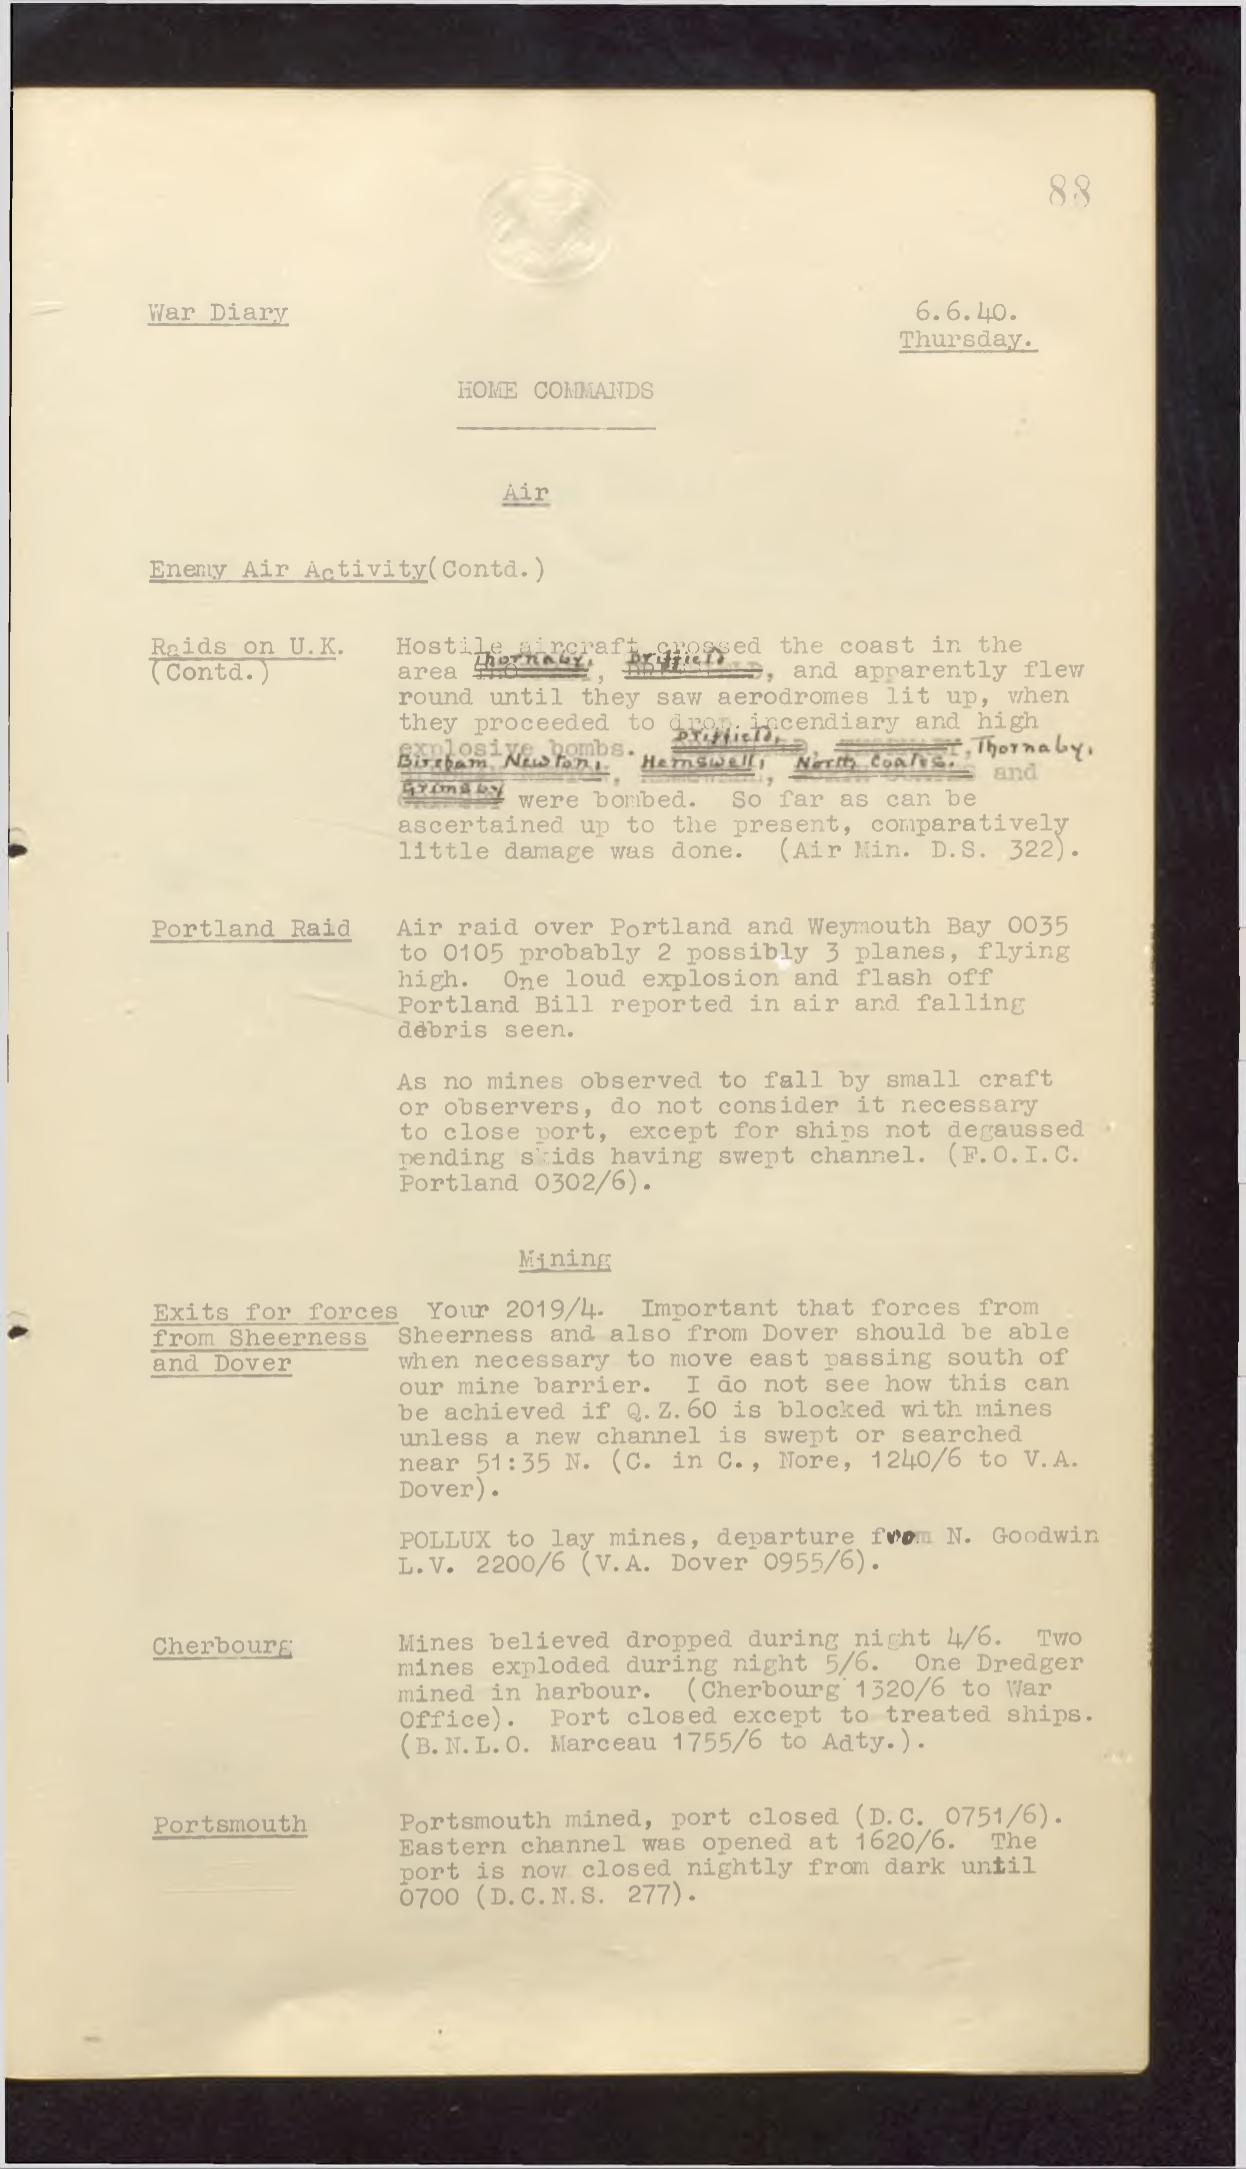 88
War Diary
6.6.40.
Thursday.
HOME COMMANDS
Air
Enemy Air Activity(Contd.)
Raids on U.K.
(Contd.)
Hostile aircraft crossed the coast in the
area Thornaby, Driffield, and apparently flew
round until they saw aerodromes lit up, when
they proceeded to drop incendiary and high
explosive bombs. Driffield, Thornaby,
Bircham Newton, Hemswell, North Coates. and
Grimsby were bombed. So far as can be
ascertained up to the present, comparatively
little damage was done. (Air Min. D.S. 322).
Portland Raid
Air raid over Portland and Weymouth Bay 0035
to 0105 probably 2 possibly 3 planes, flying
high. One loud explosion and flash off
Portland Bill reported in air and falling
débris seen.
As no mines observed to fall by small craft
or observers, do not consider it necessary
to close port, except for ships not degaussed
pending skids having swept channel. (F.O.I.C.
Portland 0302/6).
Mining
Exits for forces
from Sheerness
and Dover
Your 2019/4. Important that forces from
Sheerness and also from Dover should be able
when necessary to move east passing south of
our mine barrier. I do not see how this can
be achieved if Q.Z.60 is blocked with mines
unless a new channel is swept or searched
near 51:35 N. (C. in C., Nore, 1240/6 to V.A.
Dover).
POLLUX to lay mines, departure from N. Goodwin
L.V. 2200/6 (V.A. Dover 0955/6).
Cherbourg
Mines believed dropped during night 4/6. Two
mines exploded during night 5/6. One Dredger
mined in harbour. (Cherbourg 1320/6 to War
Office). Port closed except to treated ships.
(B.N.L.O. Marceau 1755/6 to Adty.).
Portsmouth
Portsmouth mined, port closed (D.C. 0751/6).
Eastern channel was opened at 1620/6. The
port is now closed nightly from dark until
0700 (D.C.N.S. 277).